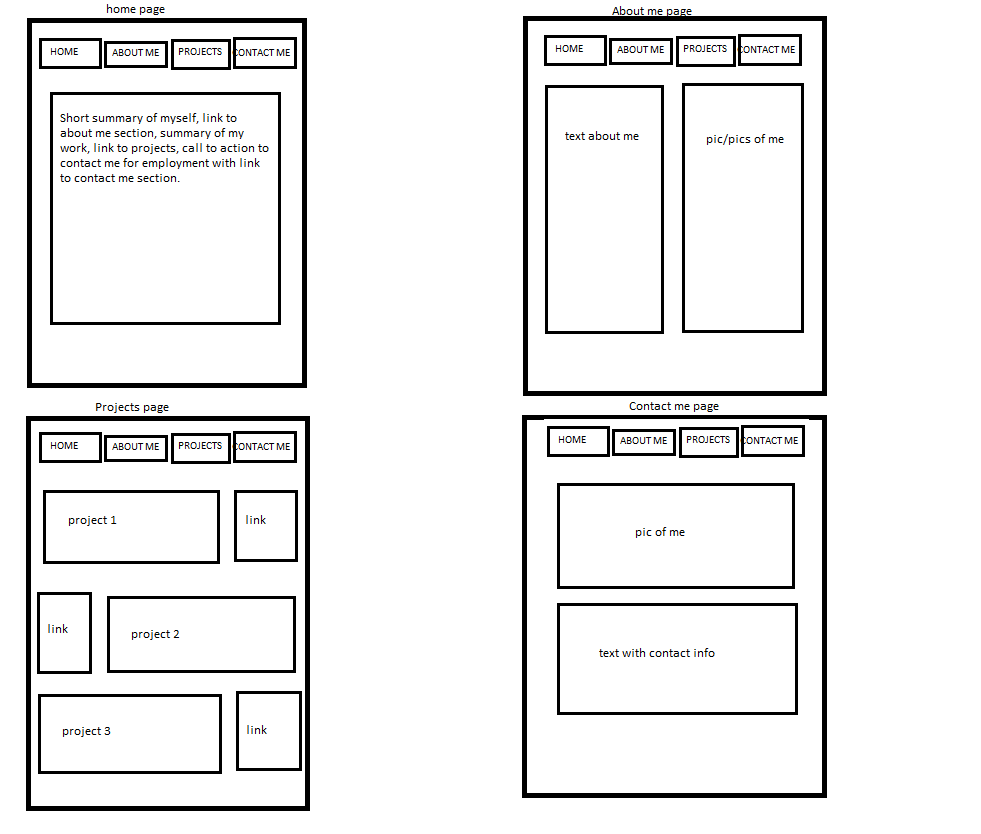 home page
HOME
ABOUT ME
PROJECTS
CONTACT ME
Short summary of myself, link to
about me section, summary of my
work, link to projects, call to action to
contact me for employment with link
to contact me section.
About me page
HOME
ABOUT ME
PROJECTS
CONTACT ME
text about me
pic/pics of me
Projects page
HOME
ABOUT ME
PROJECTS
CONTACT ME
project 1
link
link
project 2
project 3
link
Contact me page
HOME
ABOUT ME
PROJECTS
CONTACT ME
pic of me
text with contact info